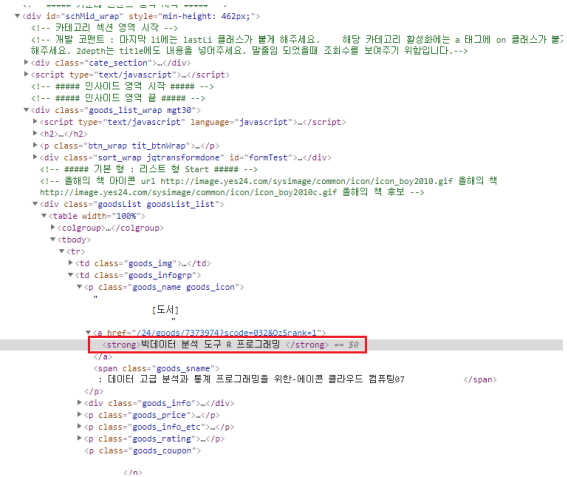 ▼<div id="schMid_wrap" style="min-height: 462px;">
<!-- 카테고리 섹션 영역 시작 -->
<!-- 개발 코멘트 : 마지막 li에는 lastLi 클래스가 붙게 해주세요. 해당 카테고리 활성화에는 a 태그에 on 클래스가 붙게
해주세요. 2depth는 title에도 내용을 넣어주세요. 말줄임 되었을때 조회수를 보여주기 위함입니다.-->
▶<div class="cate_section">…</div>
▶<script type="text/javascript">…</script>
<!-- ##### 인사이드 영역 시작 ##### -->
<!-- ##### 인사이드 영역 끝 ##### -->
▼<div class="goods_list_wrap mgt30">
▶<script type="text/javascript" language="javascript">…</script>
▶<h2>…</h2>
▶<p class="btn_wrap tit_btnWrap">…</p>
▶<div class="sort_wrap jqtransformdone" id="formTest">…</div>
<!-- ##### 기본 형 : 리스트 형 Start ##### -->
<!-- 올해의 책 아이콘 url http://image.yes24.com/sysimage/common/icon/icon_boy2010.gif 올해의 책
http://image.yes24.com/sysimage/common/icon/icon_boy2010c.gif 올해의 책 후보 -->
▼<div class="goodsList goodsList_list">
▼<table width="100%">
▶<colgroup>…</colgroup>
▼<tbody>
▼<tr>
▶<td class="goods_img">…</td>
▼<td class="goods_infogrp">
▼<p class="goods_name goods_icon">
"
[도서]
"
▼<a href="/24/goods/7373974?scode=032&OzSrank=1">
<strong>빅데이터 분석 도구 R 프로그래밍 </strong> == $0
</a>
<span class="goods_sname">
: 데이터 고급 분석과 통계 프로그래밍을 위한-에이콘 클라우드 컴퓨팅07 </span>
</p>
▶<div class="goods_info">…</div>
▶<p class="goods_price">…</p>
▶<p class="goods_info_etc">…</p>
▶<p class="goods_rating">…</p>
<p class="goods_coupon">